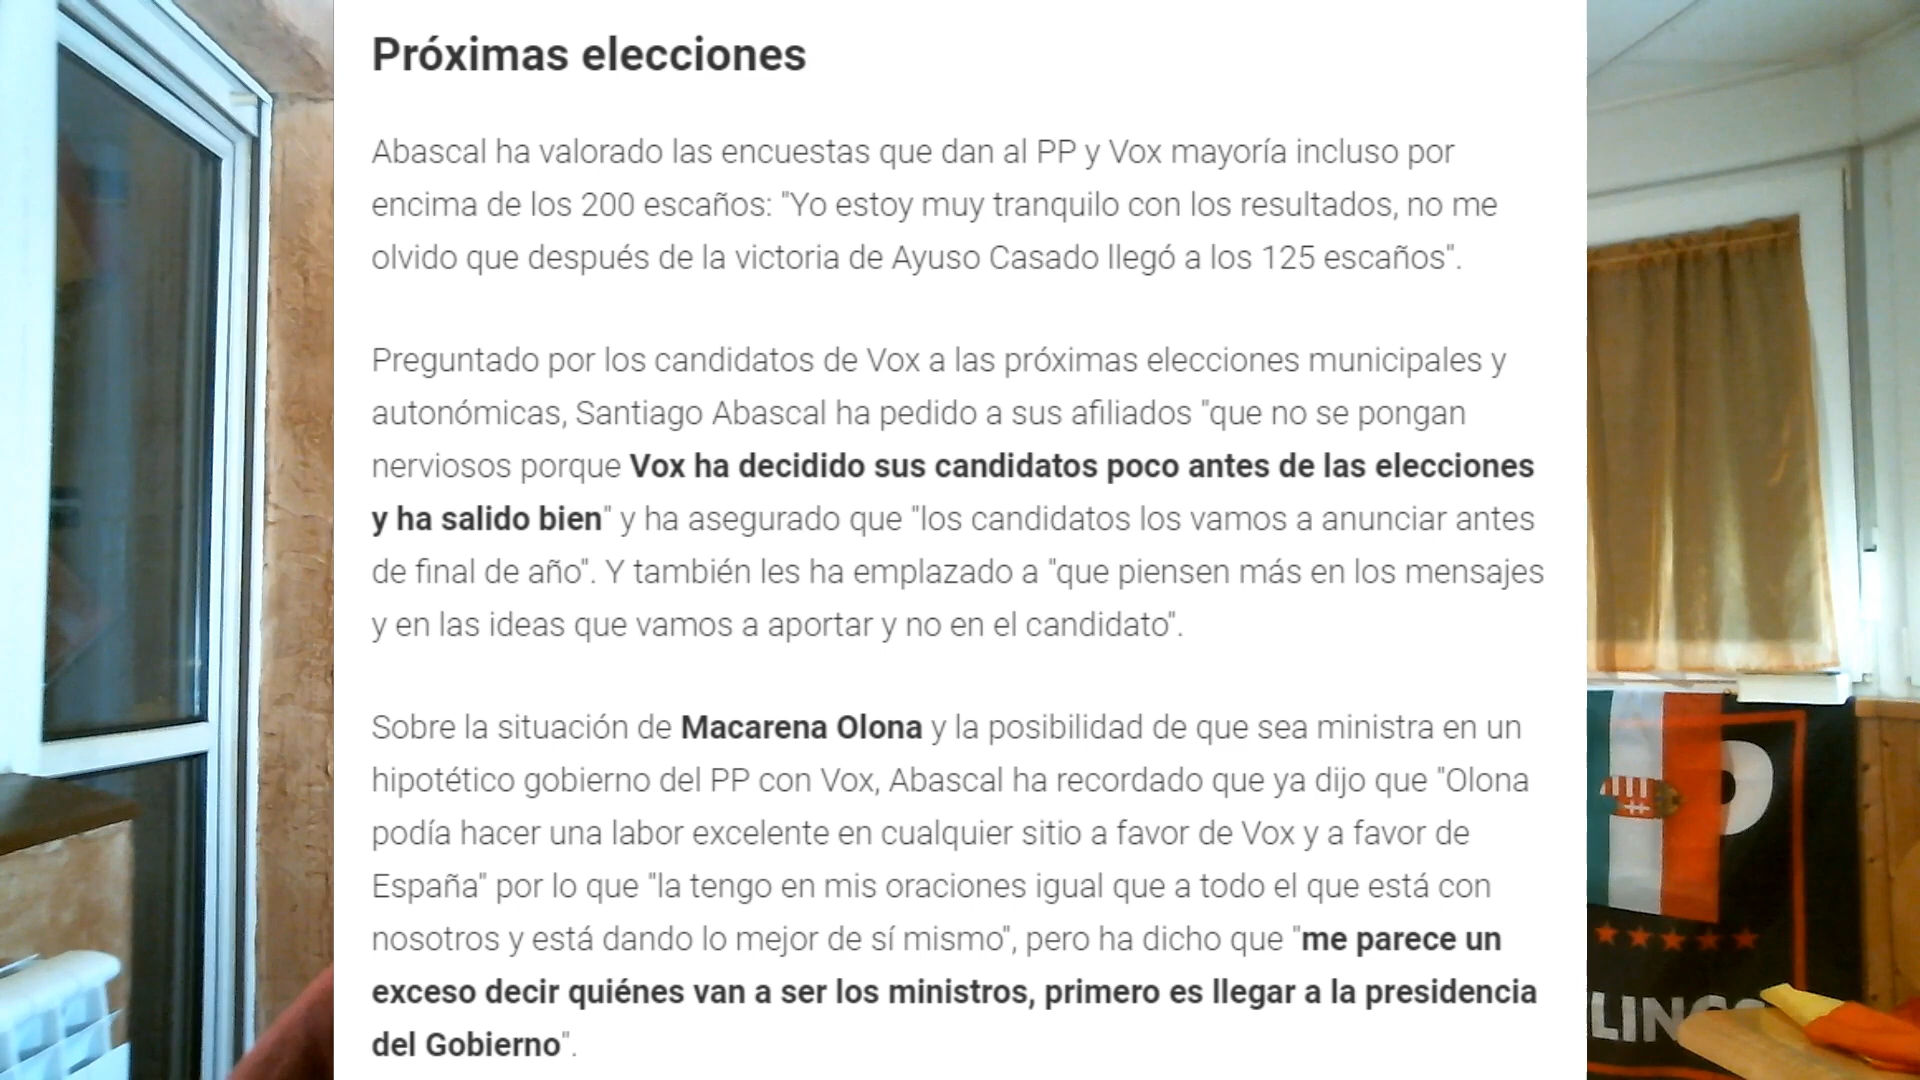 Próximas elecciones
Abascal ha valorado las encuestas que dan al PP y Vox mayoría incluso por
encima de los 200 escaños: "Yo estoy muy tranquilo con los resultados, no me
olvido que después de la victoria de Ayuso Casado llegó a los 125 escaños".
Preguntado por los candidatos de Vox a las próximas elecciones municipales y
autonómicas, Santiago Abascal ha pedido a sus afiliados "que no se pongan
nerviosos porque Vox ha decidido sus candidatos poco antes de las elecciones
y ha salido bien" y ha asegurado que "los candidatos los vamos a anunciar antes
de final de año". Y también les ha emplazado a "que piensen más en los mensajes
y en las ideas que vamos a aportar y no en el candidato".
Sobre la situación de Macarena Olona y la posibilidad de que sea ministra en un
hipotético gobierno del PP con Vox, Abascal ha recordado que ya dijo que "Olona
podía hacer una labor excelente en cualquier sitio a favor de Vox y a favor de
España" por lo que "la tengo en mis oraciones igual que a todo el que está con
nosotros y está dando lo mejor de sí mismo", pero ha dicho que "me parece un
exceso decir quiénes van a ser los ministros, primero es llegar a la presidencia
del Gobierno".
P